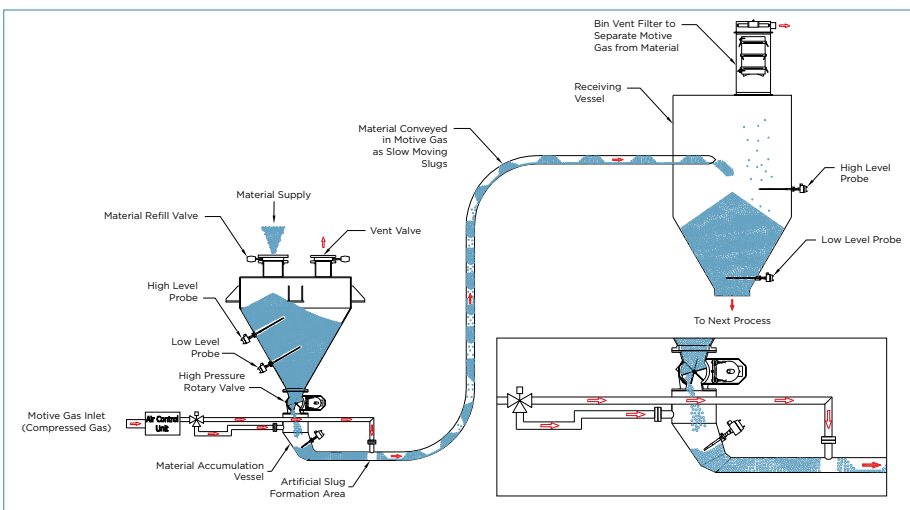 Bin Vent Filter to
Separate Motive
Gas from Material
Receiving
Vessel
Material Conveyed
in Motive Gas
as Slow Moving
Slugs
High Level
Probe
Material Supply
Material Refill Valve
Vent Valve
Low Level Probe
High Level
Probe
To Next Process
Low Level
Probe
High Pressure
Rotary Valve
Motive Gas Inlet
(Compressed Gas)
Air Control
Unit
Material Accumulation
Vessel
Artificial Slug
Formation Area